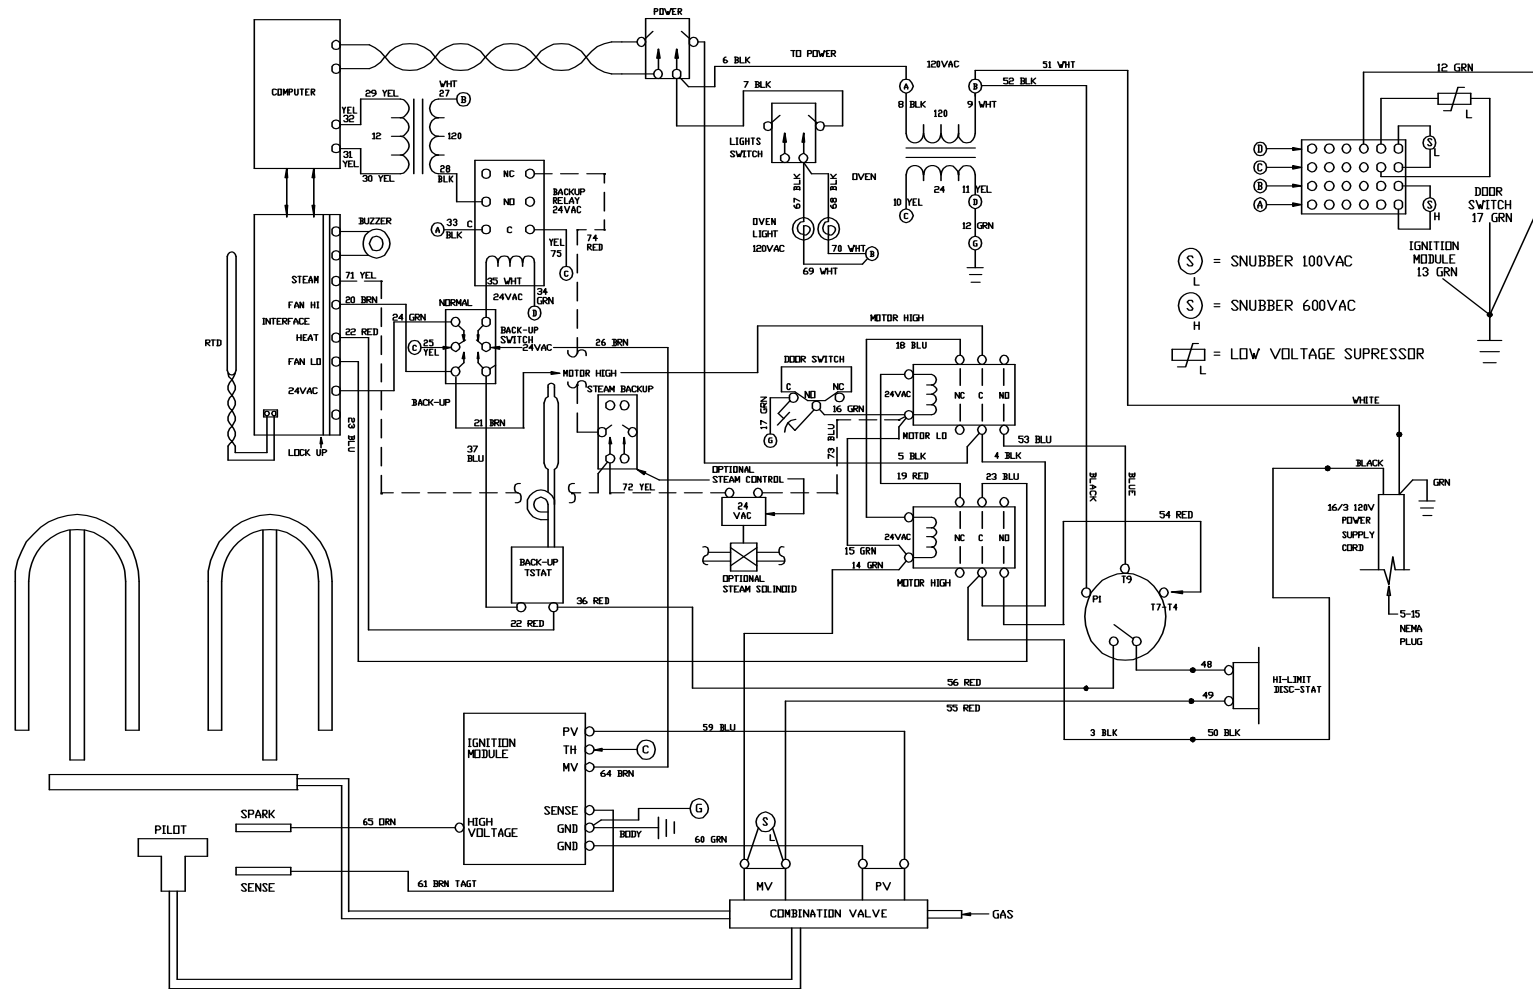 POWER
COMPUTER
29 YEL
YEL
32
31
YEL
30 YEL
12
120
WHT
27
B
28
BLK
6 BLK
TO POWER
7 BLK
LIGHTS
SWITCH
67 BLK
68 BLK
OVEN
OVEN
LIGHT
120VAC
70 WHT
B
69 WHT
120VAC
A
B
8 BLK
9 WHT
120
24
10 YEL
11 YEL
C
D
12 GRN
G
51 WHT
52 BLK
12 GRN
L
D
C
B
A
S
L
S
H
DOOR
SWITCH
17 GRN
IGNITION
MODULE
13 GRN
S
L
= SNUBBER 100VAC
S
H
= SNUBBER 600VAC
L
= LOW VOLTAGE SUPRESSOR
NC
NO
C
BACKUP
RELAY
24VAC
A
33
BLK
C
YEL
75
C
74
RED
35 WHT
24VAC
34
GRN
D
BUZZER
STEAM
71 YEL
FAN HI
20 BRN
INTERFACE
HEAT
22 RED
FAN LO
24VAC
LOCK UP
23 BLU
RTD
NORMAL
24 GRN
C
25
YEL
BACK-UP
SWITCH
24VAC
26 BRN
BACK-UP
MOTOR HIGH
STEAM BACKUP
21 BRN
37
BLU
72 YEL
OPTIONAL
STEAM CONTROL
24
VAC
OPTIONAL
STEAM SOLINOID
BACK-UP
TSTAT
36 RED
22 RED
MOTOR HIGH
DOOR SWITCH
C
NO
NC
17 GRN
G
16 GRN
73 BLU
18 BLU
24VAC
NC
C
NO
MOTOR LO
53 BLU
5 BLK
4 BLK
19 RED
23 BLU
24VAC
NC
C
NO
15 GRN
14 GRN
MOTOR HIGH
BLACK
BLUE
54 RED
P1
T9
T7-T4
WHITE
BLACK
GRN
16/3 120V
POWER
SUPPLY
CORD
5-15
NEMA
PLUG
48
49
HI-LIMIT
DISC-STAT
56 RED
55 RED
3 BLK
50 BLK
IGNITION
MODULE
PV
TH
MV
SENSE
GND
GND
HIGH
VOLTAGE
59 BLU
C
64 BRN
G
BODY
60 GRN
65 ORN
61 BRN TAGT
SPARK
PILOT
SENSE
S
L
MV
PV
COMBINATION VALVE
GAS